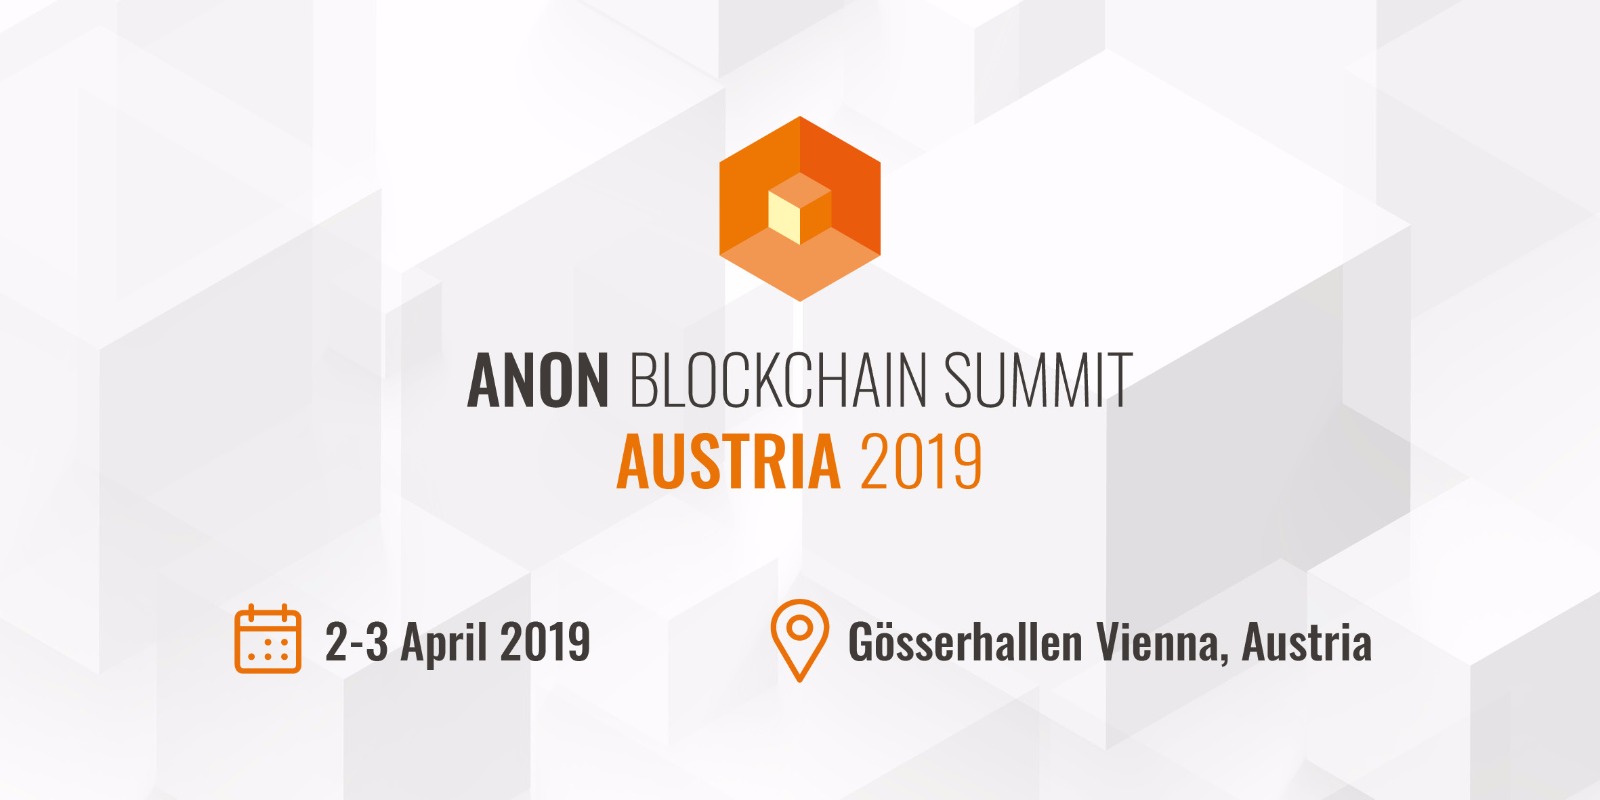 ANON BLOCKCHAIN SUMMIT
AUSTRIA 2019
2-3 April 2019
Gösserhallen Vienna, Austria